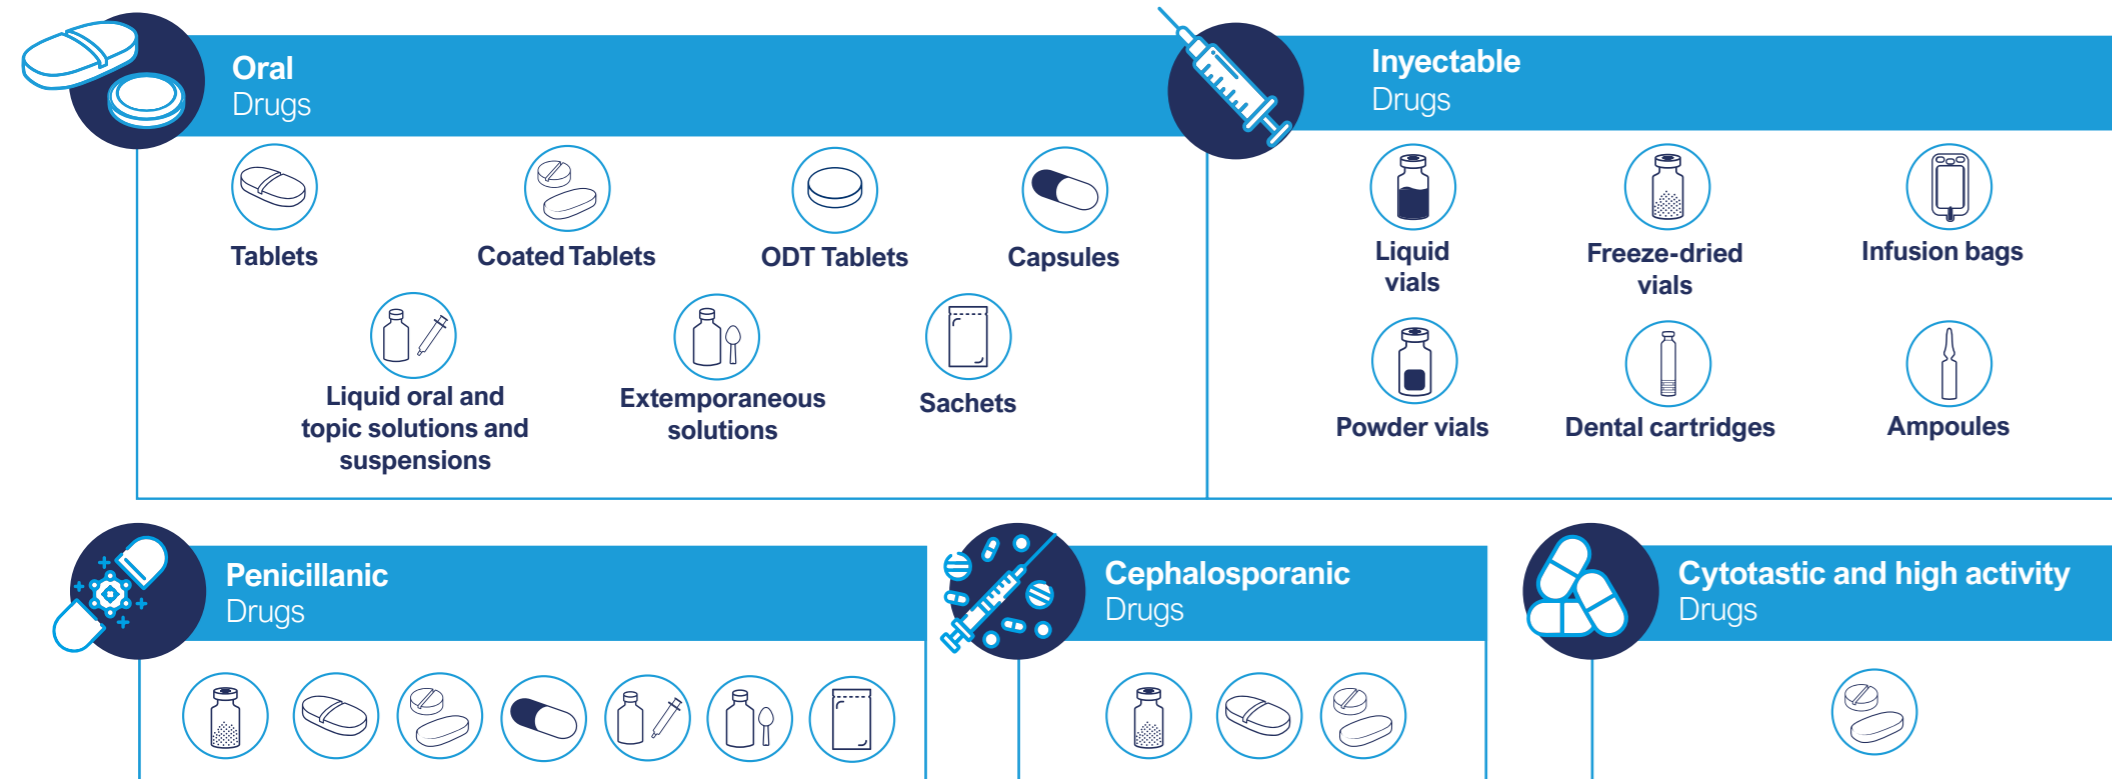 Oral
Drugs
Inyectable
Drugs
Tablets
Coated Tablets
ODT Tablets
Capsules
Liquid oral and
topic solutions and
suspensions
Extemporaneous
solutions
Sachets
Liquid
vials
Freeze-dried
vials
Infusion bags
Powder vials
Dental cartridges
Ampoules
Penicillanic
Drugs
Cephalosporanic
Drugs
Cytotastic and high activity
Drugs